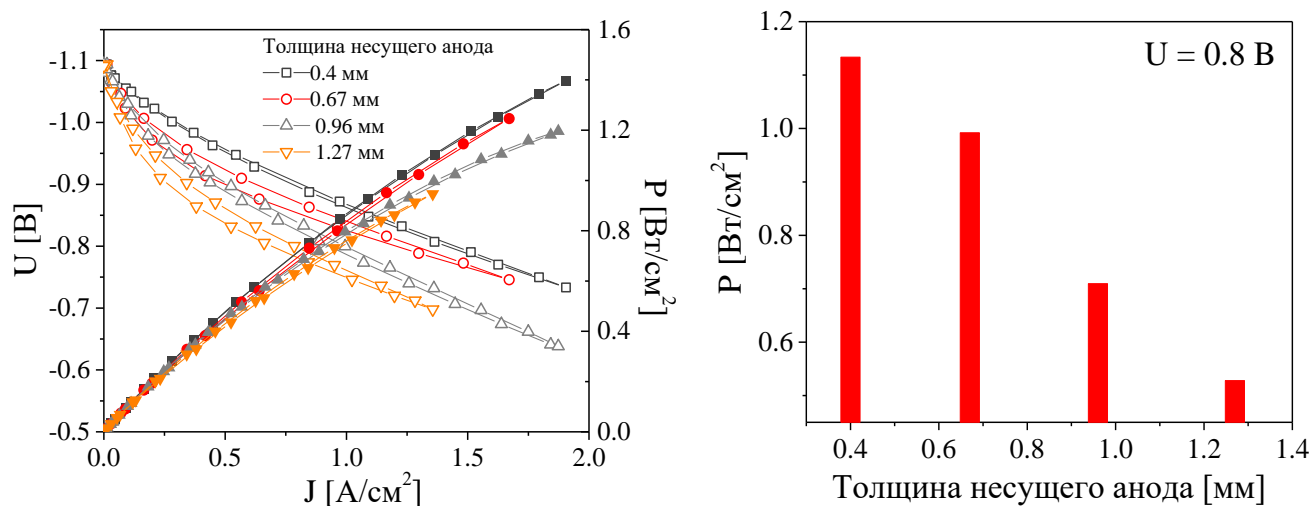 U [В]
-1.1
-1.0
-0.9
-0.8
-0.7
-0.6
-0.5
Толщина несущего анода
0.4 мм
0.67 мм
0.96 мм
1.27 мм
1.6
1.2
0.8
0.4
0.0
P [Вт/см²]
0.0 0.5 1.0 1.5 2.0
J [А/см²]
P [Вт/см²]
1.2
1.0
0.8
0.6
U = 0.8 В
0.4 0.6 0.8 1.0 1.2 1.4
Толщина несущего анода [мм]